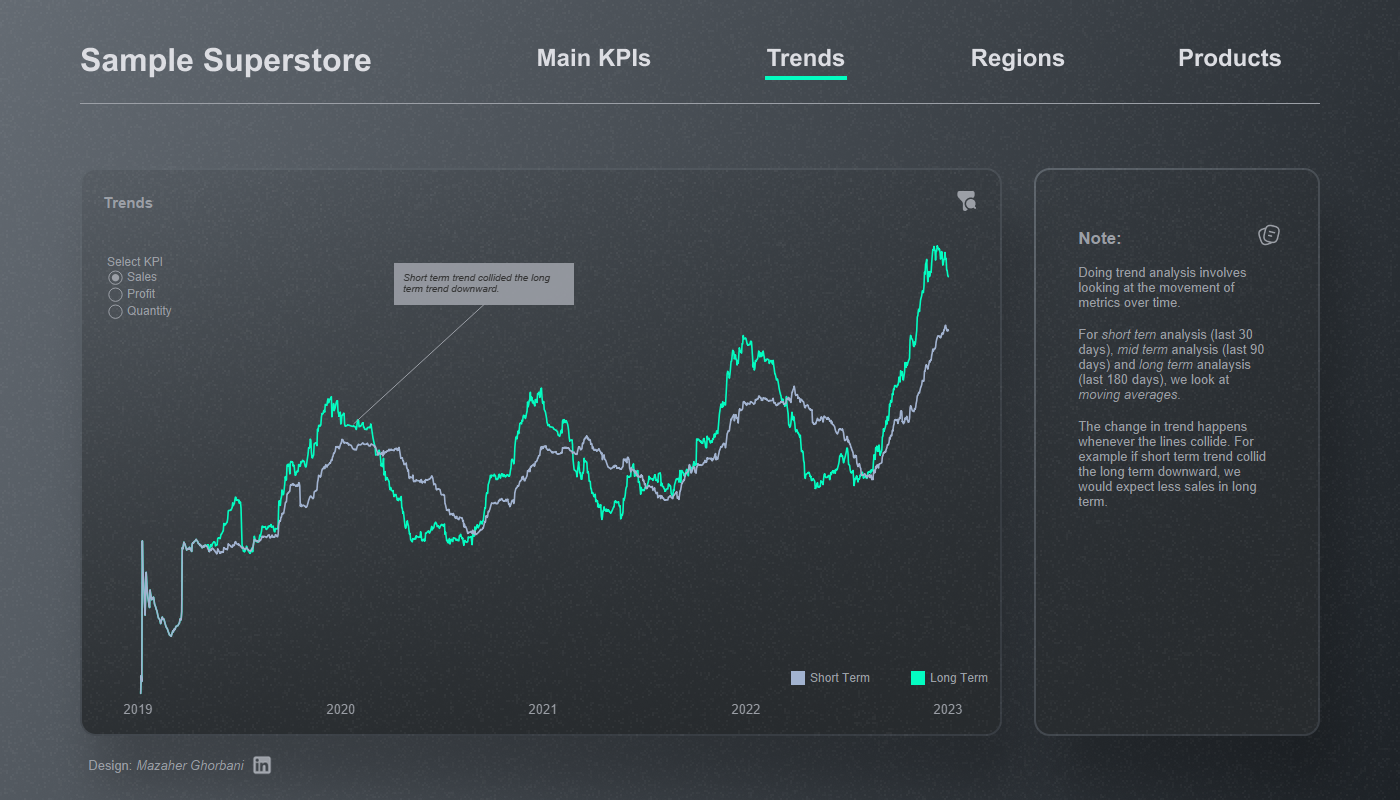 Sample Superstore
Main KPIs
Trends
Regions
Products
Trends
Select KPI
Sales
Profit
Quantity
Short term trend collided the long
term trend downward.
Short Term
Long Term
2019
2020
2021
2022
2023
Note:
Doing trend analysis involves
looking at the movement of
metrics over time.
For short term analysis (last 30
days), mid term analysis (last 90
days) and long term analaysis
(last 180 days), we look at
moving averages.
The change in trend happens
whenever the lines collide. For
example if short term trend collid
the long term downward, we
would expect less sales in long
term.
Design: Mazaher Ghorbani
in